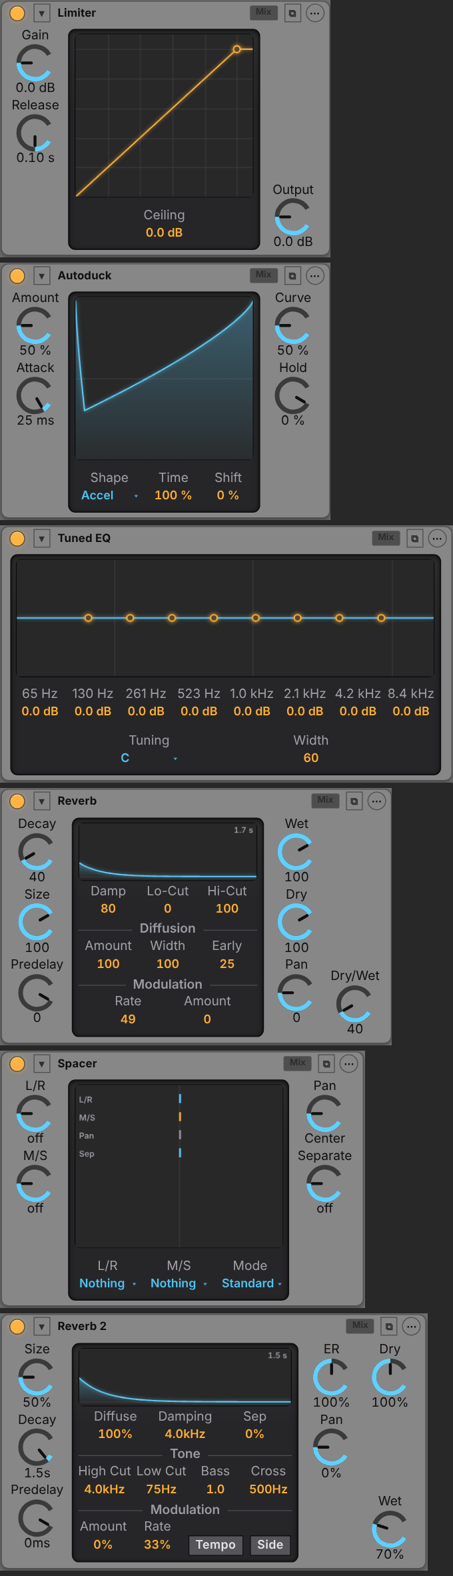 Limiter
Mix
Gain
0.0 dB
Release
0.10 s
Ceiling
0.0 dB
Output
0.0 dB
Autoduck
Mix
Amount
50 %
Attack
25 ms
Shape Time Shift
Accel 100 % 0 %
Curve
50 %
Hold
0 %
Tuned EQ
Mix
65 Hz 130 Hz 261 Hz 523 Hz 1.0 kHz 2.1 kHz 4.2 kHz 8.4 kHz
0.0 dB 0.0 dB 0.0 dB 0.0 dB 0.0 dB 0.0 dB 0.0 dB 0.0 dB
Tuning Width
C 60
Reverb
Mix
Decay
40
Size
100
Predelay
0
1.7 s
Damp Lo-Cut Hi-Cut
80 0 100
Diffusion
Amount Width Early
100 100 25
Modulation
Rate Amount
49 0
Wet
100
Dry
100
Pan
0
Dry/Wet
40
Spacer
Mix
L/R
off
M/S
off
L/R
M/S
Pan
Sep
L/R M/S Mode
Nothing Nothing Standard
Pan
Center
Separate
off
Reverb 2
Mix
Size
50%
Decay
1.5s
Predelay
0ms
1.5 s
Diffuse Damping Sep
100% 4.0kHz 0%
Tone
High Cut Low Cut Bass Cross
4.0kHz 75Hz 1.0 500Hz
Modulation
Amount Rate
0% 33% Tempo Side
ER Dry
100% 100%
Pan
0%
Wet
70%